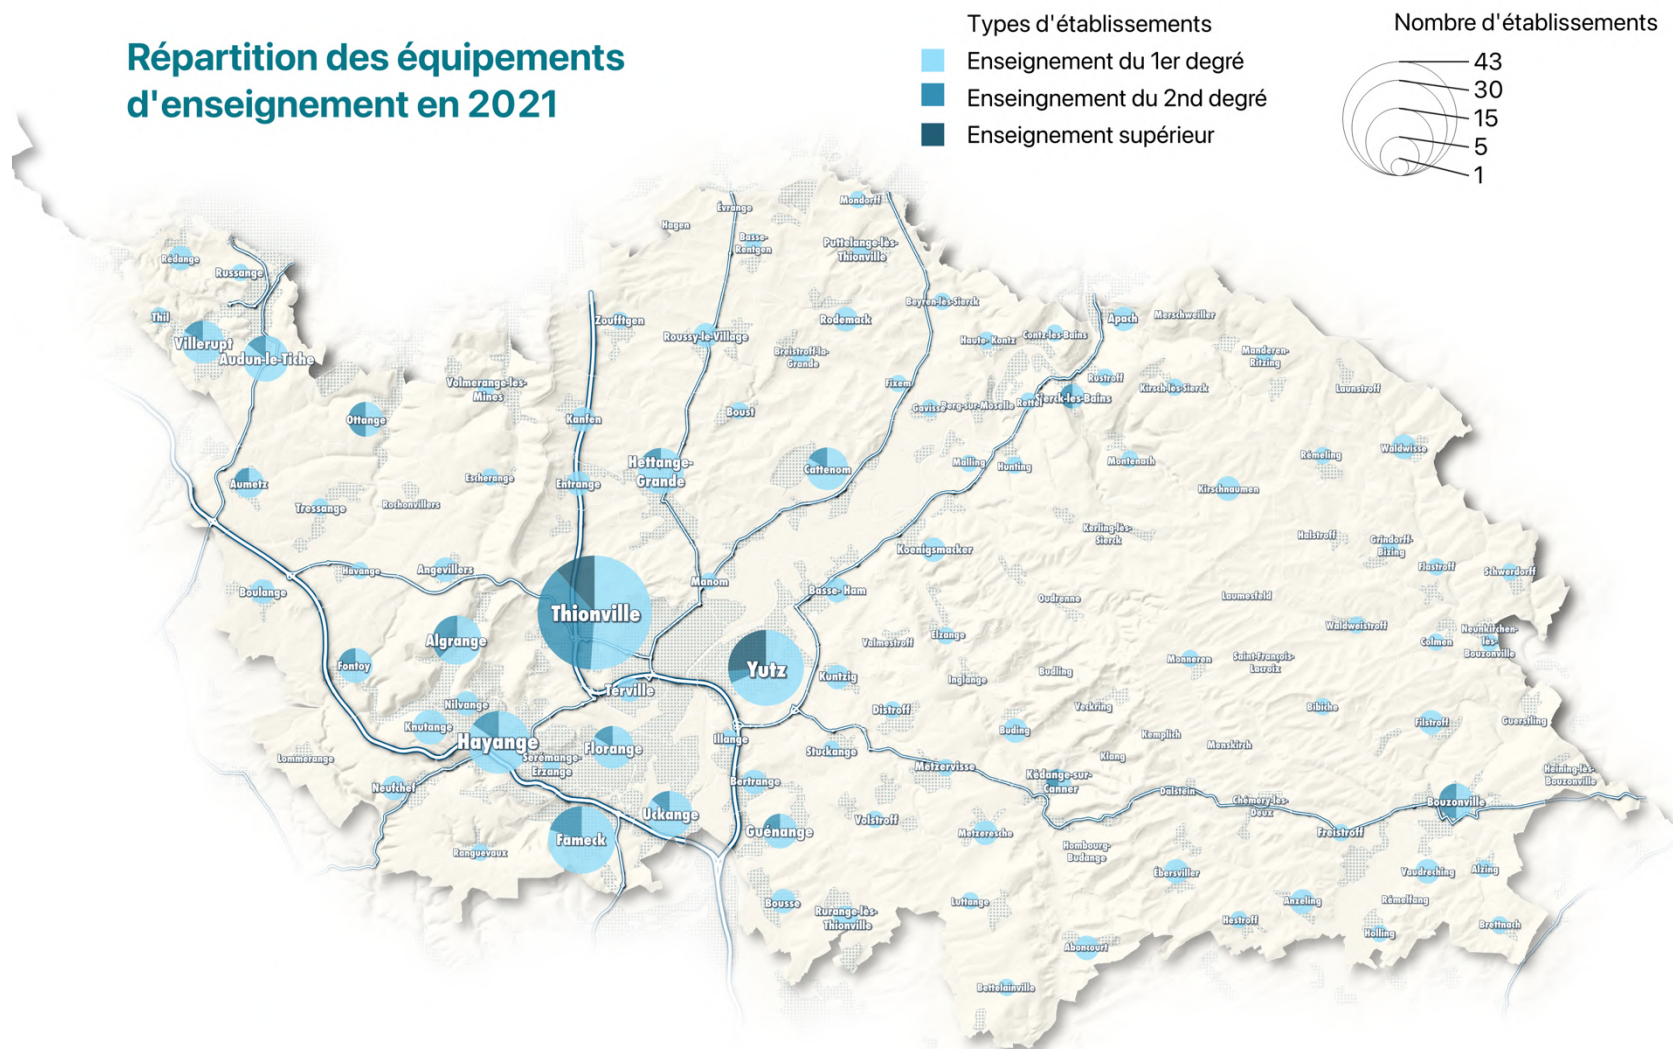 Répartition des équipements
d'enseignement en 2021
Types d'établissements
Enseignement du 1er degré
Enseingnement du 2nd degré
Enseignement supérieur
Nombre d'établissements
43
30
15
5
1
Mondorff
Évrange
Hagen
Basse-
Rentgen
Puttelange-lès-
Thionville
Rédange
Russange
Beyren-lès-Sierck
Thil
Zoufftgen
Rodemack
Apach
Merschweiller
Villerupt
Audun-le-Tiche
Roussy-le-Village
Haute-Kontz
Contz-les-Bains
Breistroff-la-
Grande
Manderen-
Ritzing
Volmerange-les-
Mines
Fixem
Rustroff
Kirsch-lès-Sierck
Launstroff
Gavisse
Berg-sur-Moselle
Rettel
Sierck-les-Bains
Ottange
Kanfen
Boust
Waldwisse
Rémeling
Hettange-
Grande
Cattenom
Malling
Hunting
Montenach
Aumetz
Escherange
Entrange
Kirschnaumen
Tressange
Rochonvillers
Kerling-lès-
Sierck
Halstroff
Grindorff-
Bizing
Koenigsmacker
Havange
Angevillers
Flastroff
Schwerdorff
Manom
Boulange
Basse-Ham
Oudrenne
Laumesfeld
Thionville
Waldweistroff
Algrange
Valmestroff
Elzange
Colmen
Neunkirchen-
lès-
Bouzonville
Fontoy
Yutz
Monneren
Saint-François-
Lacroix
Kuntzig
Inglange
Budling
Terville
Nilvange
Distroff
Veckring
Bibiche
Knutange
Buding
Filstroff
Guerstling
Hayange
Florange
Illange
Stuckange
Kemplich
Menskirch
Lommerange
Serémange-
Erzange
Metzervisse
Klang
Neufchef
Bertrange
Kédange-sur-
Canner
Heining-lès-
Bouzonville
Dalstein
Chémery-les-
Deux
Bouzonville
Uckange
Volstroff
Guénange
Metzeresche
Freistroff
Fameck
Ranguevaux
Hombourg-
Budange
Ebersviller
Vaudreching
Alzing
Bousse
Luttange
Anzeling
Rémelfang
Rurange-lès-
Thionville
Hestroff
Holling
Brettnach
Aboncourt
Bettelainville